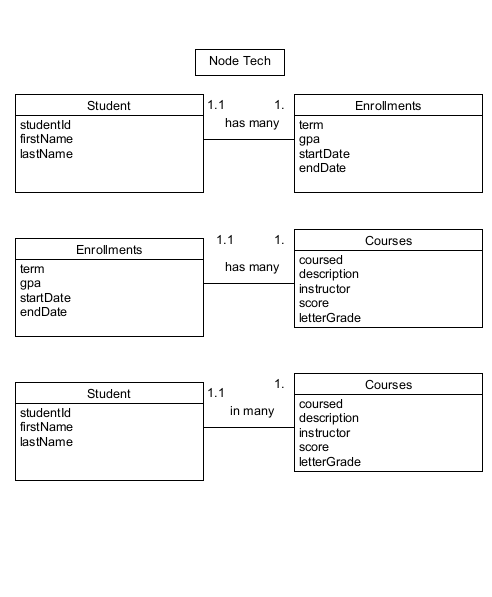 Node Tech
Student
1.1
1.
Enrollments
has many
studentId
firstName
lastName
term
gpa
startDate
endDate
Enrollments
1.1
1.
Courses
has many
term
gpa
startDate
endDate
coursed
description
instructor
score
letterGrade
Student
1.1
1.
Courses
in many
studentId
firstName
lastName
coursed
description
instructor
score
letterGrade